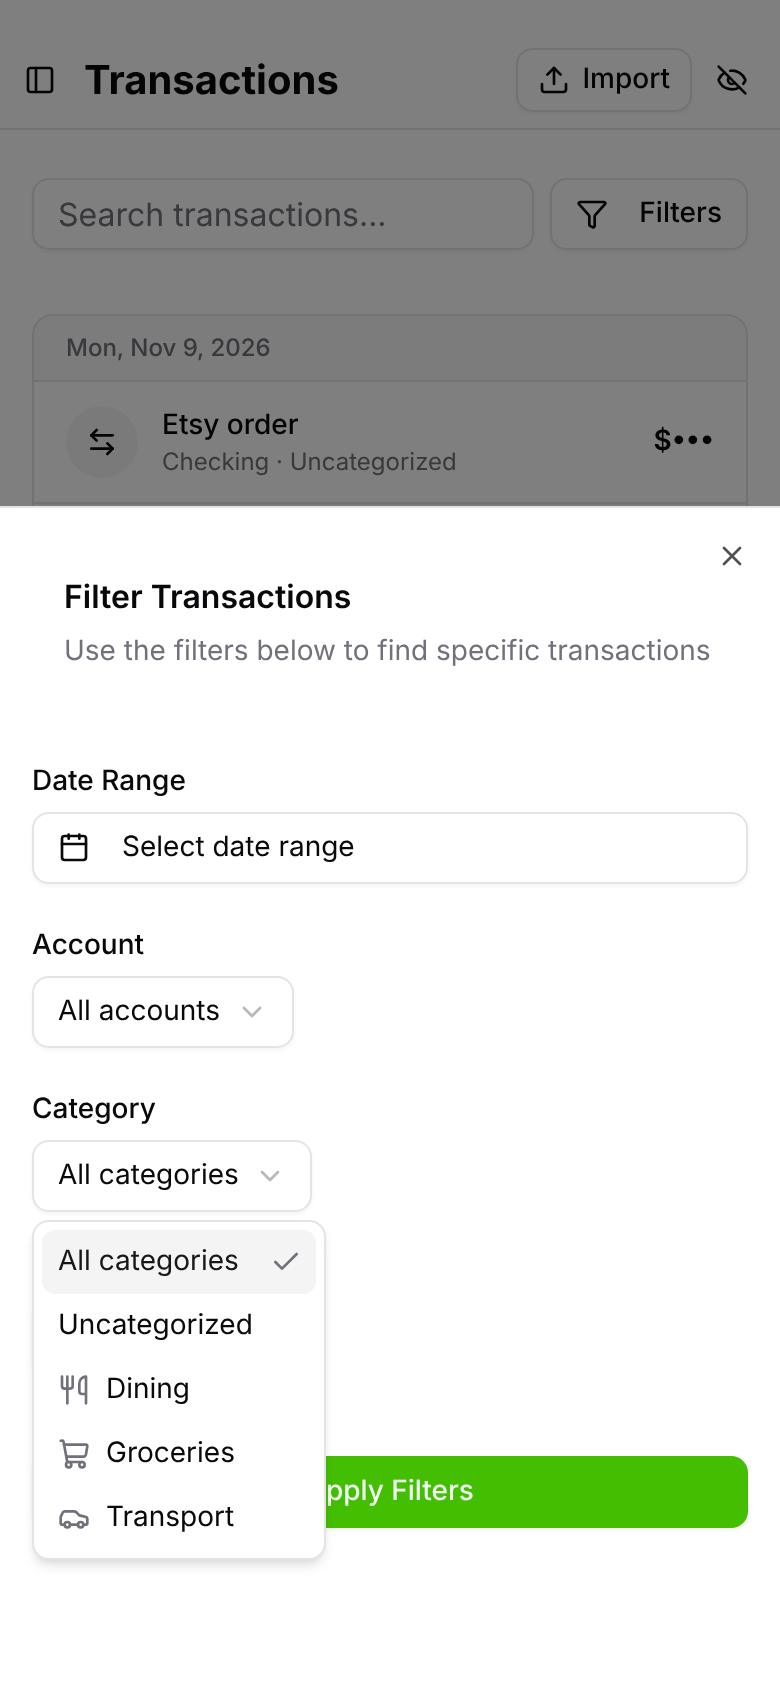 Transactions
Import
Search transactions...
Filters
Mon, Nov 9, 2026
Etsy order
$•••
Checking · Uncategorized
Filter Transactions
Use the filters below to find specific transactions
Date Range
Select date range
Account
All accounts
Category
All categories
All categories
Uncategorized
Dining
Groceries
pply Filters
Transport